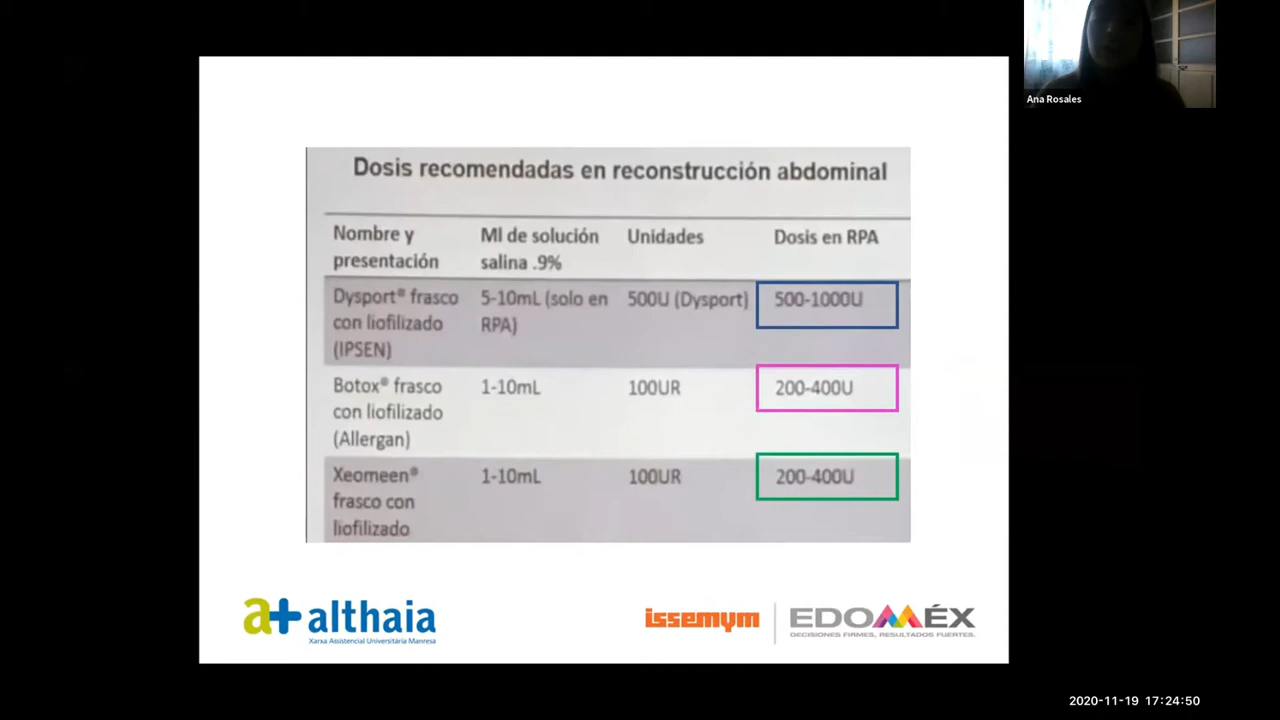 Ana Rosales
Dosis recomendadas en reconstrucción abdominal
Nombre y presentación
Ml de solución salina .9%
Unidades
Dosis en RPA
Dysport® frasco con liofilizado (IPSEN)
5-10mL (solo en RPA)
500U (Dysport)
500-1000U
Botox® frasco con liofilizado (Allergan)
1-10mL
100UR
200-400U
Xeomeen® frasco con liofilizado
1-10mL
100UR
200-400U
a+ althaia
Xarxa Assistencial Universitària Manresa
issemym
EDOMÉX
DECISIONES FIRMES, RESULTADOS FUERTES.
2020-11-19 17:24:50